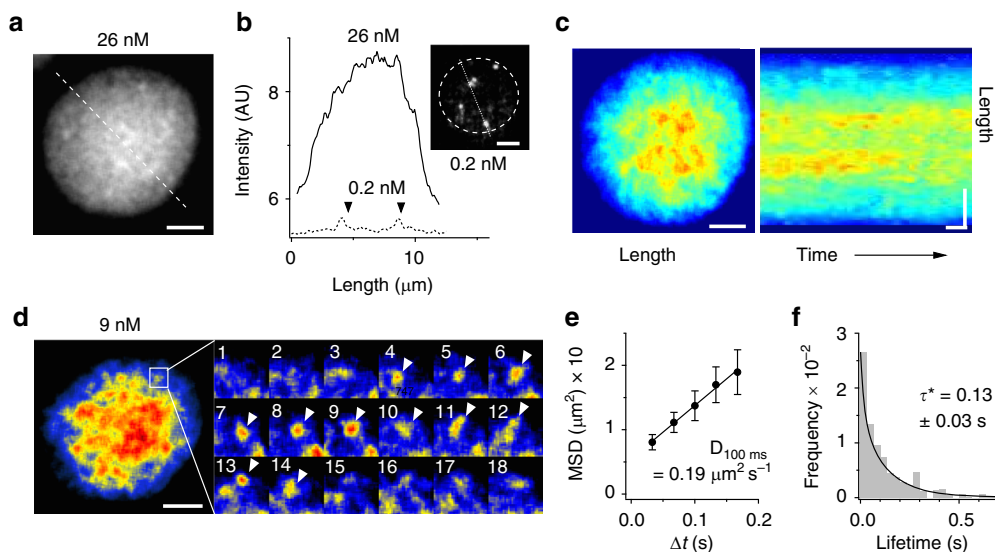 a
26 nM
b
26 nM
8
6
Intensity (AU)
0.2 nM
0.2 nM
0
10
Length (μm)
c
Length
Length
Time
d
9 nM
1 2 3 4 5 6
7 8 9 10 11 12
13 14 15 16 17 18
e
MSD (μm²) × 10
2
1
0
D100 ms
= 0.19 μm² s⁻¹
0.0 0.1 0.2
Δt (s)
f
Frequency × 10⁻²
3
2
1
0
τ* = 0.13
± 0.03 s
0.0 0.5
Lifetime (s)